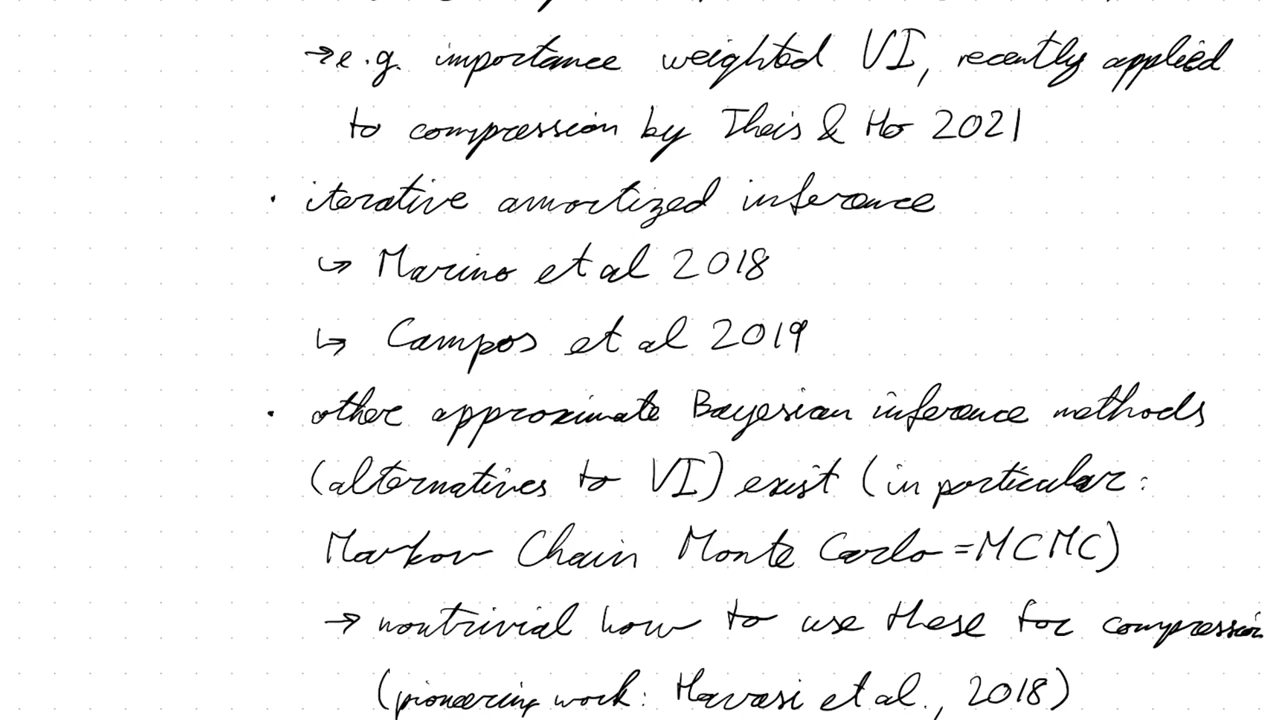 → e.g. importance weighted VI, recently applied
to compression by Theis & Ho 2021
· iterative amortized inference
↪ Marino et al 2018
↪ Campos et al 2019
· other approximate Bayesian inference methods
(alternatives to VI) exist (in particular:
Markov Chain Monte Carlo = MCMC)
→ nontrivial how to use these for compression
(pioneering work: Havasi et al., 2018)